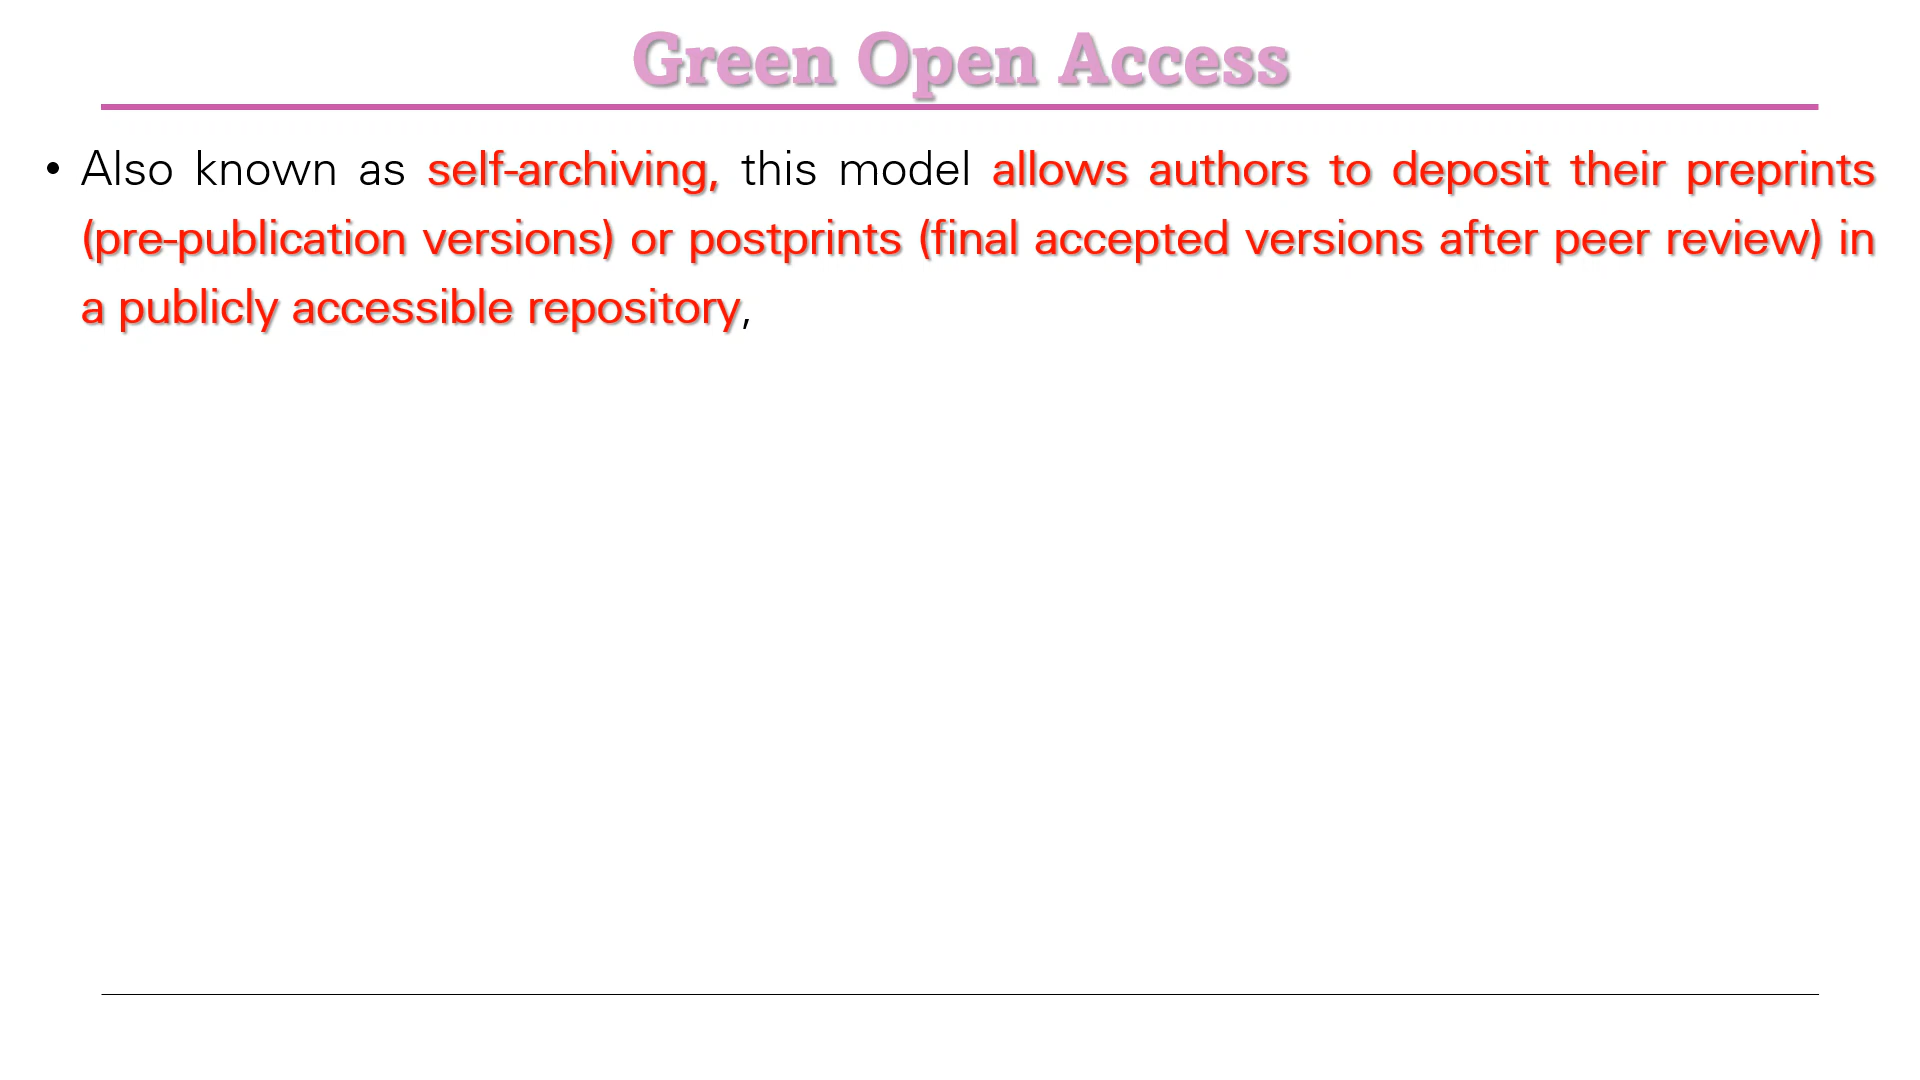 Green Open Access
• Also known as self-archiving, this model allows authors to deposit their preprints
(pre-publication versions) or postprints (final accepted versions after peer review) in
a publicly accessible repository,